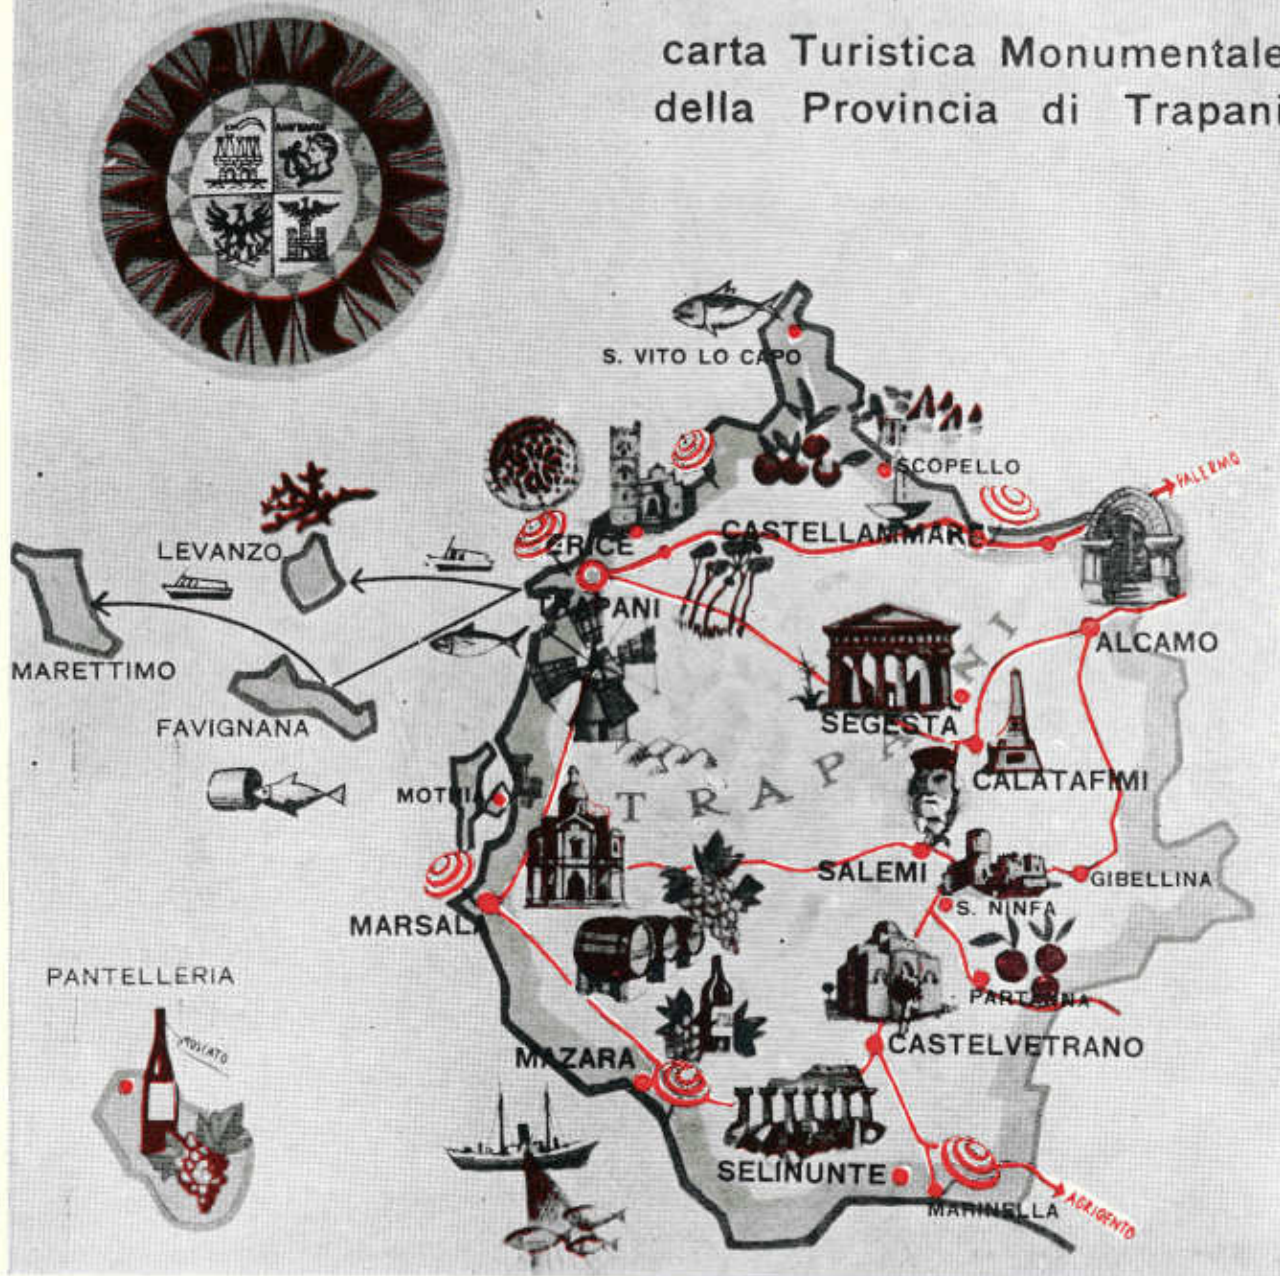 carta Turistica Monumentale
della Provincia di Trapani
S. VITO LO CAPO
SCOPELLO
PALERMO
CASTELLAMMARE
ERICE
LEVANZO
TRAPANI
ALCAMO
MARETTIMO
FAVIGNANA
SEGESTA
CALATAFIMI
MOTHIA
TRAPANI
SALEMI
GIBELLINA
S. NINFA
MARSALA
PANTELLERIA
PARTANNA
MOSCATO
CASTELVETRANO
MAZARA
SELINUNTE
MARINELLA
AGRIGENTO